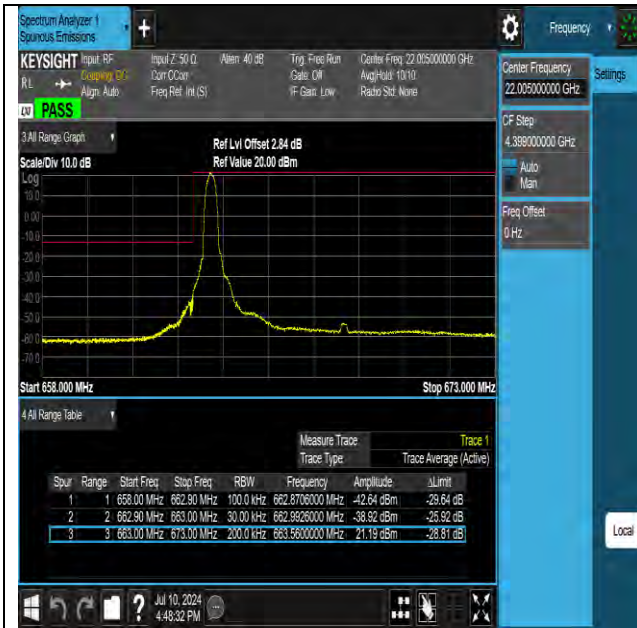 Spectrum Analyzer 1
Spurious Emissions
+
Frequency
KEYSIGHT Input: RF Input Z: 50 Ω Atten: 40 dB Trig: Free Run Center Freq: 22.005000000 GHz
RL Coupling: DC Corr CCorr Gate: Off Avg|Hold: 10/10
Align: Auto Freq Ref: Int (S) IF Gain: Low Radio Std: None
LXI PASS
Center Frequency
22.005000000 GHz
Settings
CF Step
4.399000000 GHz
Auto
Man
Freq Offset
0 Hz
3 All Range Graph
Ref Lvl Offset 2.84 dB
Scale/Div 10.0 dB Ref Value 20.00 dBm
Log
10.0
0.00
-10.0
-20.0
-30.0
-40.0
-50.0
-60.0
-70.0
Start 658.000 MHz Stop 673.000 MHz
4 All Range Table
Measure Trace Trace 1
Trace Type Trace Average (Active)
Spur Range Start Freq Stop Freq RBW Frequency Amplitude ΔLimit
1 1 658.00 MHz 662.90 MHz 100.0 kHz 662.8706000 MHz -42.64 dBm -29.64 dB
2 2 662.90 MHz 663.00 MHz 30.00 kHz 662.9926000 MHz -38.92 dBm -25.92 dB
3 3 663.00 MHz 673.00 MHz 200.0 kHz 663.5600000 MHz 21.19 dBm -28.81 dB
Local
? Jul 10, 2024
4:48:32 PM